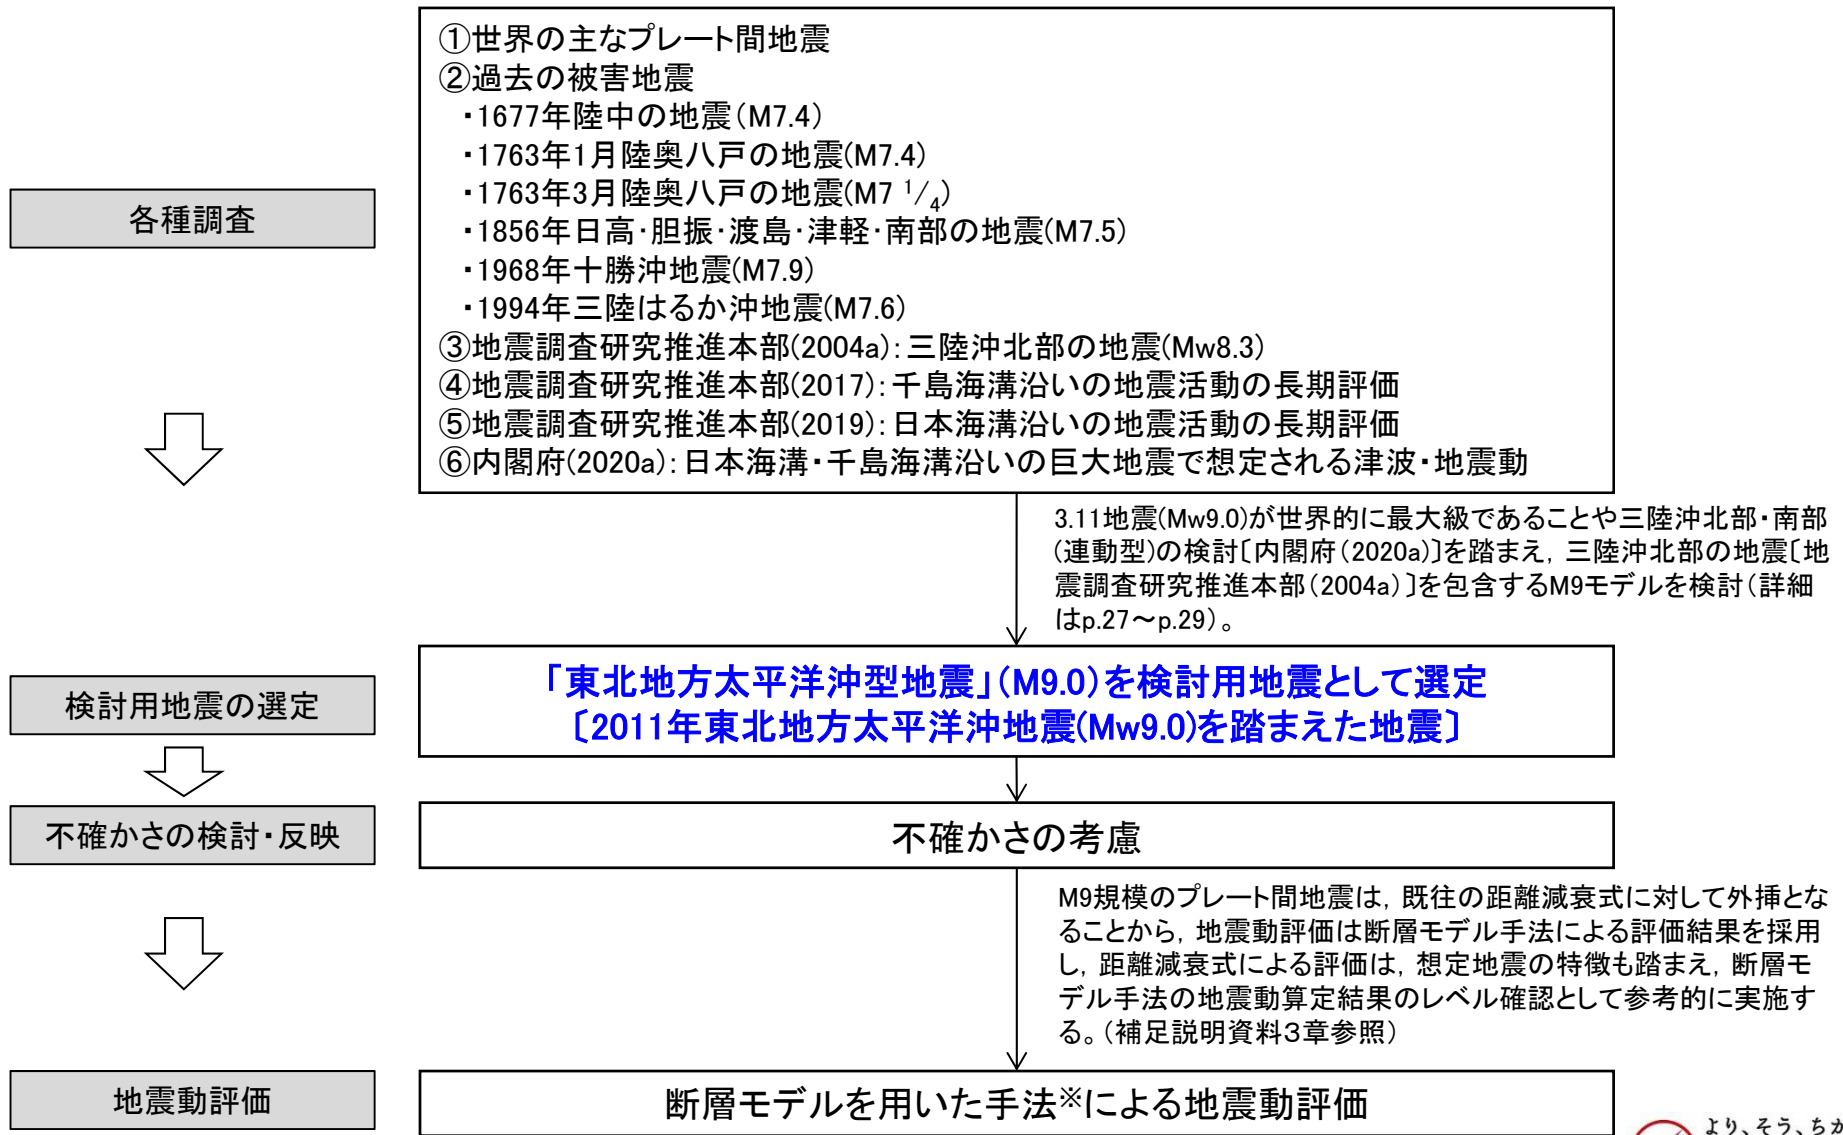 ①世界の主なプレート間地震
②過去の被害地震
・1677年陸中の地震(M7.4)
・1763年1月陸奥八戸の地震(M7.4)
・1763年3月陸奥八戸の地震(M7 1/4)
・1856年日高・胆振・渡島・津軽・南部の地震(M7.5)
・1968年十勝沖地震(M7.9)
・1994年三陸はるか沖地震(M7.6)
③地震調査研究推進本部(2004a):三陸沖北部の地震(Mw8.3)
④地震調査研究推進本部(2017):千島海溝沿いの地震活動の長期評価
⑤地震調査研究推進本部(2019):日本海溝沿いの地震活動の長期評価
⑥内閣府(2020a):日本海溝・千島海溝沿いの巨大地震で想定される津波・地震動
各種調査
3.11地震(Mw9.0)が世界的に最大級であることや三陸沖北部・南部
(連動型)の検討〔内閣府(2020a)〕を踏まえ,三陸沖北部の地震〔地
震調査研究推進本部(2004a)〕を包含するM9モデルを検討(詳細
はp.27~p.29)。
検討用地震の選定
「東北地方太平洋沖型地震」(M9.0)を検討用地震として選定
〔2011年東北地方太平洋沖地震(Mw9.0)を踏まえた地震〕
不確かさの検討・反映
不確かさの考慮
M9規模のプレート間地震は,既往の距離減衰式に対して外挿とな
ることから,地震動評価は断層モデル手法による評価結果を採用
し,距離減衰式による評価は,想定地震の特徴も踏まえ,断層モ
デル手法の地震動算定結果のレベル確認として参考的に実施す
る。(補足説明資料3章参照)
地震動評価
断層モデルを用いた手法※による地震動評価
より、そう、ちか